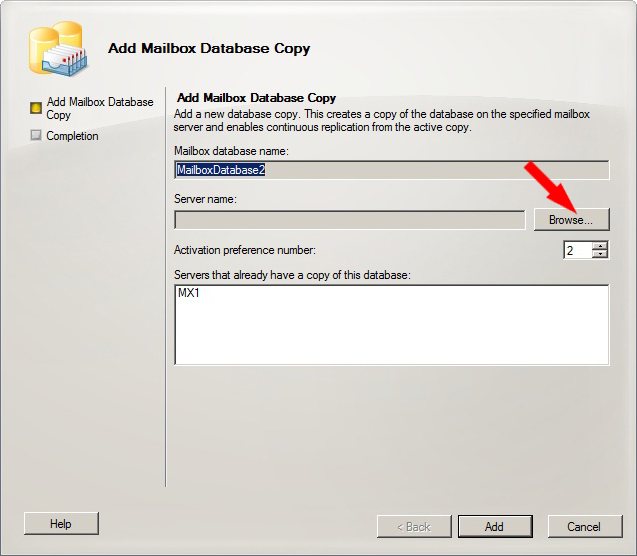 Add Mailbox Database Copy
Add Mailbox Database
Copy
Completion
Add Mailbox Database Copy
Add a new database copy. This creates a copy of the database on the specified mailbox
server and enables continuous replication from the active copy.
Mailbox database name:
MailboxDatabase2
Server name:
Browse...
Activation preference number:
2
Servers that already have a copy of this database:
MX1
Help
< Back
Add
Cancel